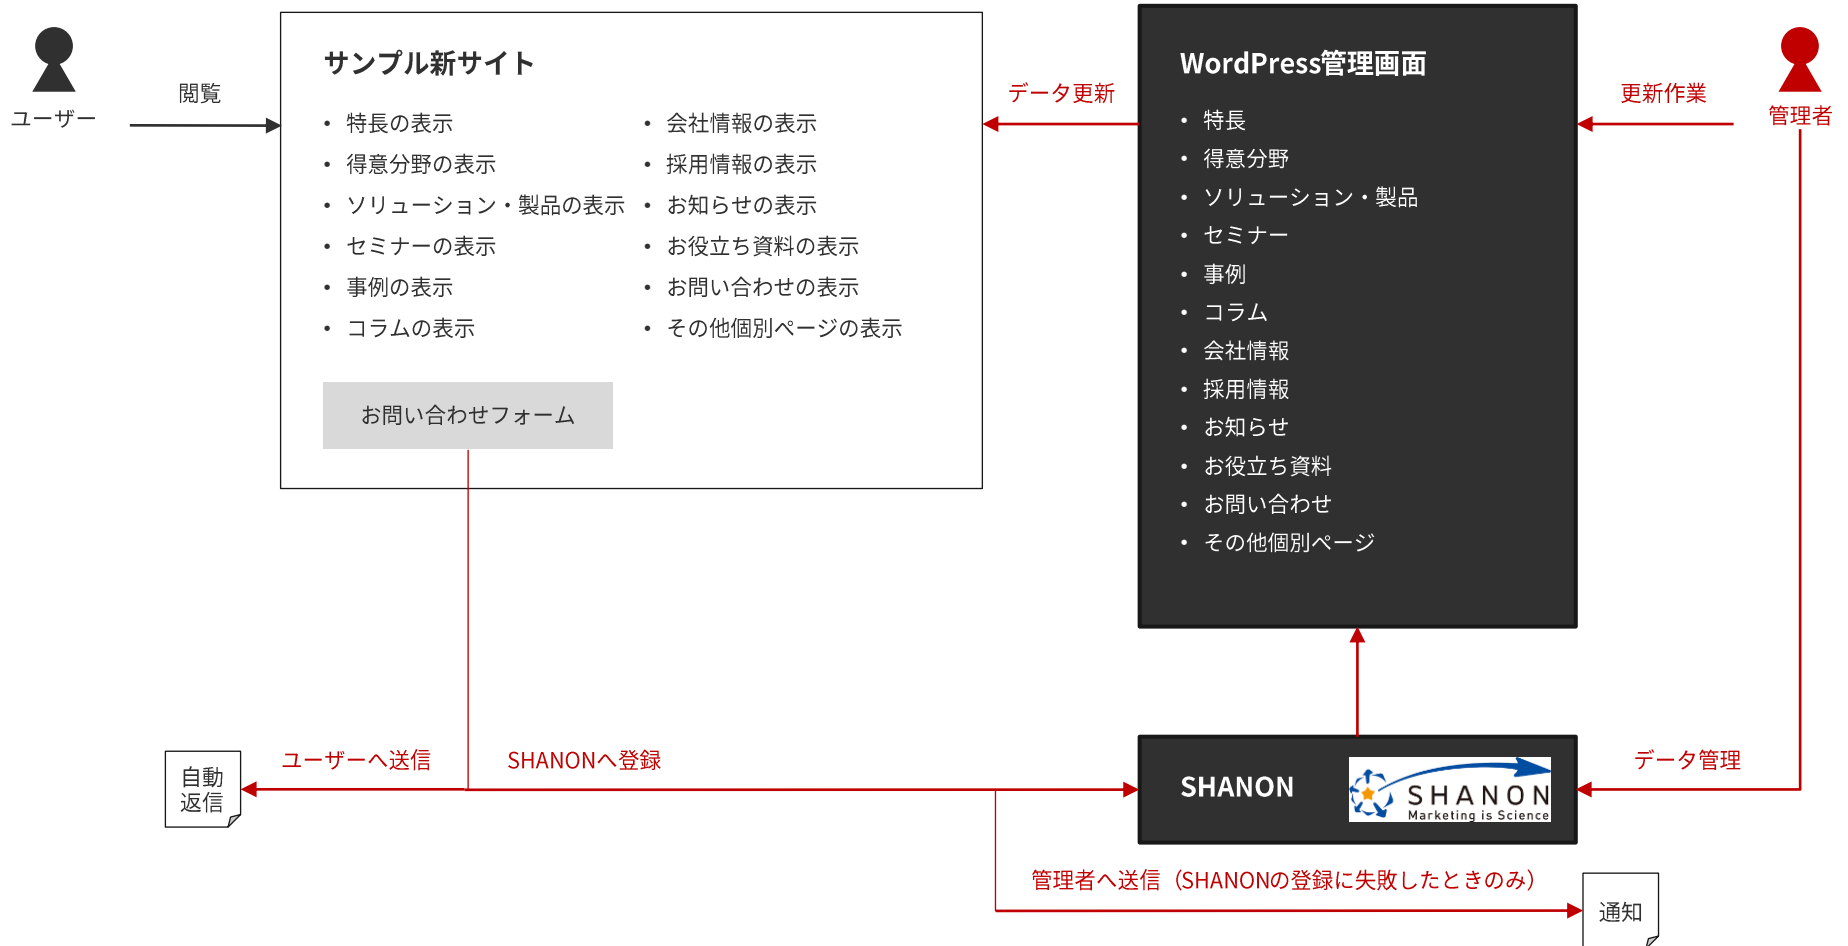 ユーザー
閲覧
サンプル新サイト
• 特長の表示
• 得意分野の表示
• ソリューション・製品の表示
• セミナーの表示
• 事例の表示
• コラムの表示
• 会社情報の表示
• 採用情報の表示
• お知らせの表示
• お役立ち資料の表示
• お問い合わせの表示
• その他個別ページの表示
お問い合わせフォーム
データ更新
WordPress管理画面
• 特長
• 得意分野
• ソリューション・製品
• セミナー
• 事例
• コラム
• 会社情報
• 採用情報
• お知らせ
• お役立ち資料
• お問い合わせ
• その他個別ページ
更新作業
管理者
自動
返信
ユーザーへ送信
SHANONへ登録
SHANON
SHANON
Marketing is Science
データ管理
管理者へ送信（SHANONの登録に失敗したときのみ）
通知